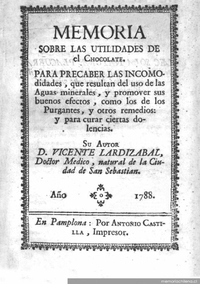 MEMORIA
SOBRE LAS UTILIDADES DE
el CHOCOLATE.
PARA PRECABER LAS INCOMO-
didades, que resultan del uso de las
Aguas minerales, y promover sus
buenos efectos, como los de los
Purgantes, y otros remedios:
y para curar ciertas do-
lencias.
SU AUTOR
D. VICENTE LARDIZABAL,
Doctor Medico, natural de la Ciu-
dad de San Sebastian.
Año 1788.
En Pamplona: Por ANTONIO CASTI-
LLA, Impresor.